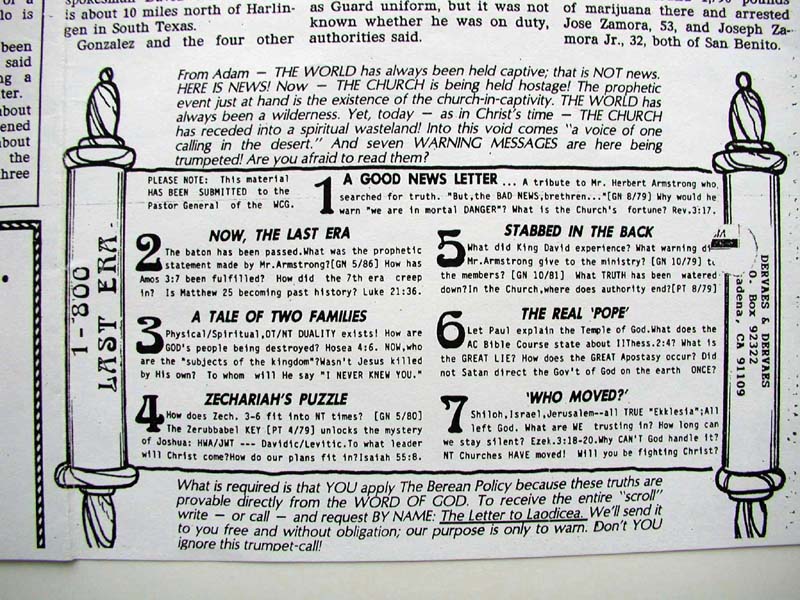 is about 10 miles north of Harlin-
gen in South Texas.
Gonzalez and the four other
as Guard uniform, but it was not
known whether he was on duty,
authorities said.
of marijuana there and arrested
Jose Zamora, 53, and Joseph Za-
mora Jr., 32, both of San Benito.
been
said
bout
ened
bout
the
hree
From Adam — THE WORLD has always been held captive; that is NOT news.
HERE IS NEWS! Now — THE CHURCH is being held hostage! The prophetic
event just at hand is the existence of the church-in-captivity. THE WORLD has
always been a wilderness. Yet, today — as in Christ's time — THE CHURCH
has receded into a spiritual wasteland! Into this void comes "a voice of one
calling in the desert." And seven WARNING MESSAGES are here being
trumpeted! Are you afraid to read them?
PLEASE NOTE: This material
HAS BEEN SUBMITTED to the
Pastor General of the WCG.
1 A GOOD NEWS LETTER ... A tribute to Mr. Herbert Armstrong who
searched for truth. "But,the BAD NEWS,brethren..."[GN 8/79] Why would he
warn "we are in mortal DANGER"? What is the Church's fortune? Rev.3:17.
2 NOW, THE LAST ERA
The baton has been passed.What was the prophetic
statement made by Mr.Armstrong?[GN 5/86] How has
Amos 3:7 been fulfilled? How did the 7th era creep
in? Is Matthew 25 becoming past history? Luke 21:36.
3 A TALE OF TWO FAMILIES
Physical/Spiritual,OT/NT DUALITY exists! How are
GOD's people being destroyed? Hosea 4:6. NOW,who
are the "subjects of the kingdom"?Wasn't Jesus killed
by His own? To whom will He say "I NEVER KNEW YOU."
4 ZECHARIAH'S PUZZLE
How does Zech. 3-6 fit into NT times? [GN 5/80]
The Zerubbabel KEY [PT 4/79] unlocks the mystery
of Joshua: HWA/JWT --- Davidic/Levitic.To what leader
will Christ come?How do our plans fit in?Isaiah 55:8.
5 STABBED IN THE BACK
What did King David experience? What warning di
Mr.Armstrong give to the ministry? [GN 10/79] t
the members? [GN 10/81] What TRUTH has been watered
down?In the Church,where does authority end?[PT 8/79]
6 THE REAL 'POPE'
Let Paul explain the Temple of God.What does the
AC Bible Course state about IIThess.2:4? What is
the GREAT LIE? How does the GREAT Apostasy occur? Did
not Satan direct the Gov't of God on the earth ONCE?
7 'WHO MOVED?'
Shiloh,Israel,Jerusalem--all TRUE "Ekklesia";All
left God. What are WE trusting in? How long can
we stay silent? Ezek.3:18-20.Why CAN'T God handle it?
NT Churches HAVE moved! Will you be fighting Christ?
1-800
LAST ERA.
DERVAES & DERVAES
O. Box 92322
adena, CA 91109
What is required is that YOU apply The Berean Policy because these truths are
provable directly from the WORD OF GOD. To receive the entire "scroll"
write — or call — and request BY NAME: The Letter to Laodicea. We'll send it
to you free and without obligation; our purpose is only to warn. Don't YOU
ignore this trumpet-call!